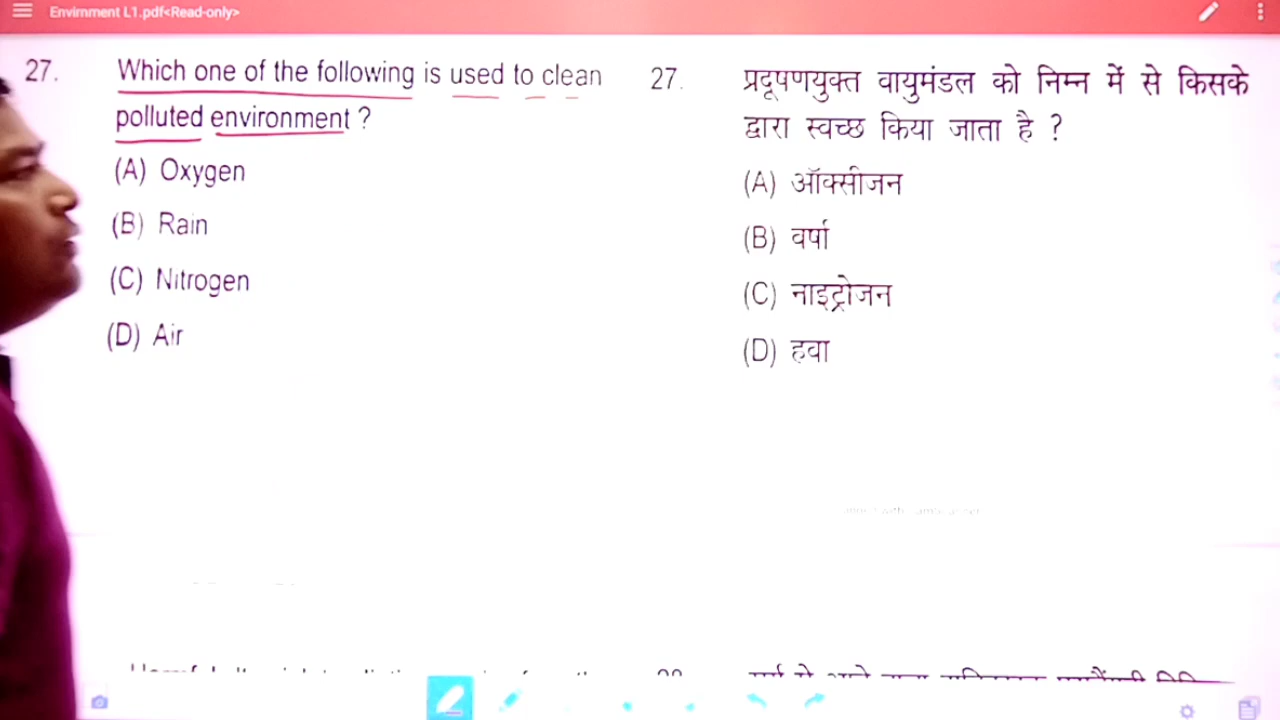 Envirnment L1.pdf<Read-only>
27. Which one of the following is used to clean
polluted environment ?
(A) Oxygen
(B) Rain
(C) Nitrogen
(D) Air
27. प्रदूषणयुक्त वायुमंडल को निम्न में से किसके
द्वारा स्वच्छ किया जाता है ?
(A) ऑक्सीजन
(B) वर्षा
(C) नाइट्रोजन
(D) हवा